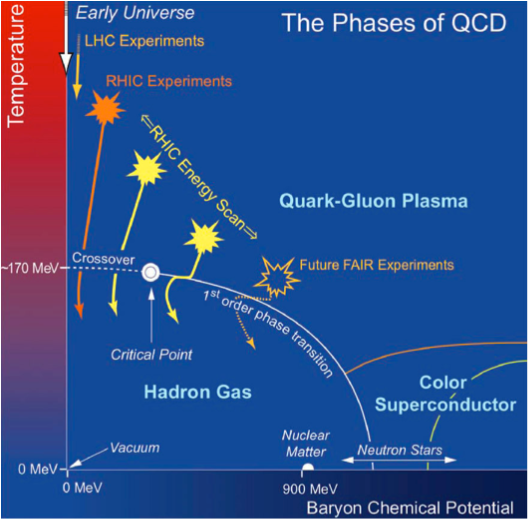 Early Universe
The Phases of QCD
Temperature
LHC Experiments
RHIC Experiments
⇐RHIC Energy Scan⇒
Quark-Gluon Plasma
Crossover
Future FAIR Experiments
~170 MeV
1st order phase transition
Critical Point
Hadron Gas
Color
Superconductor
Nuclear
Matter
Neutron Stars
Vacuum
0 MeV
0 MeV
900 MeV
Baryon Chemical Potential